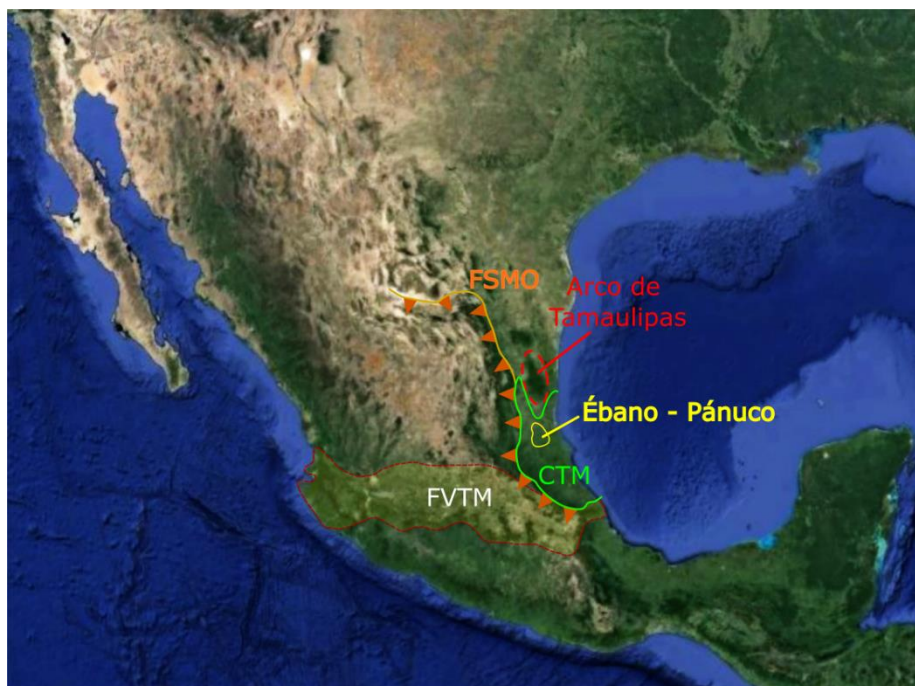 FSMO
Arco de
Tamaulipas
Ébano - Pánuco
CTM
FVTM